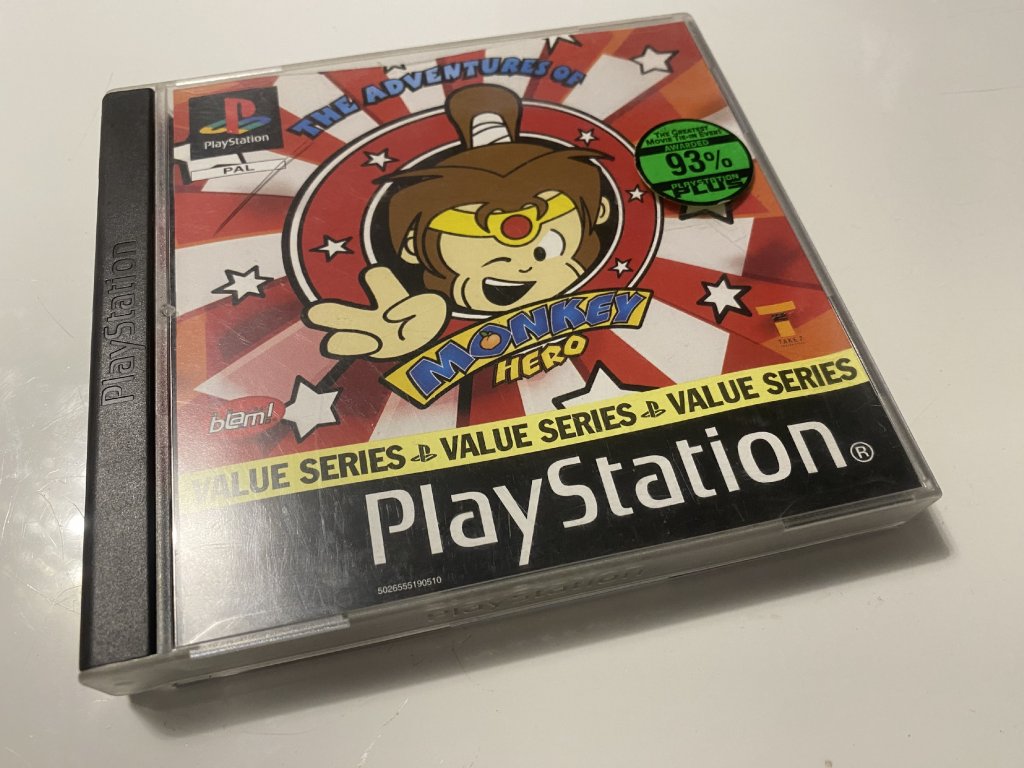 PlayStation
PlayStation
PAL
THE ADVENTURES OF
THE GREATEST
MOVIE TIE-IN EVENT
AWARDED
93%
PLAYSTATION
PLUS
MONKEY
HERO
TAKE 2
blam!
VALUE SERIES VALUE SERIES VALUE SERIES
PlayStation®
5026555190510
PlayStation